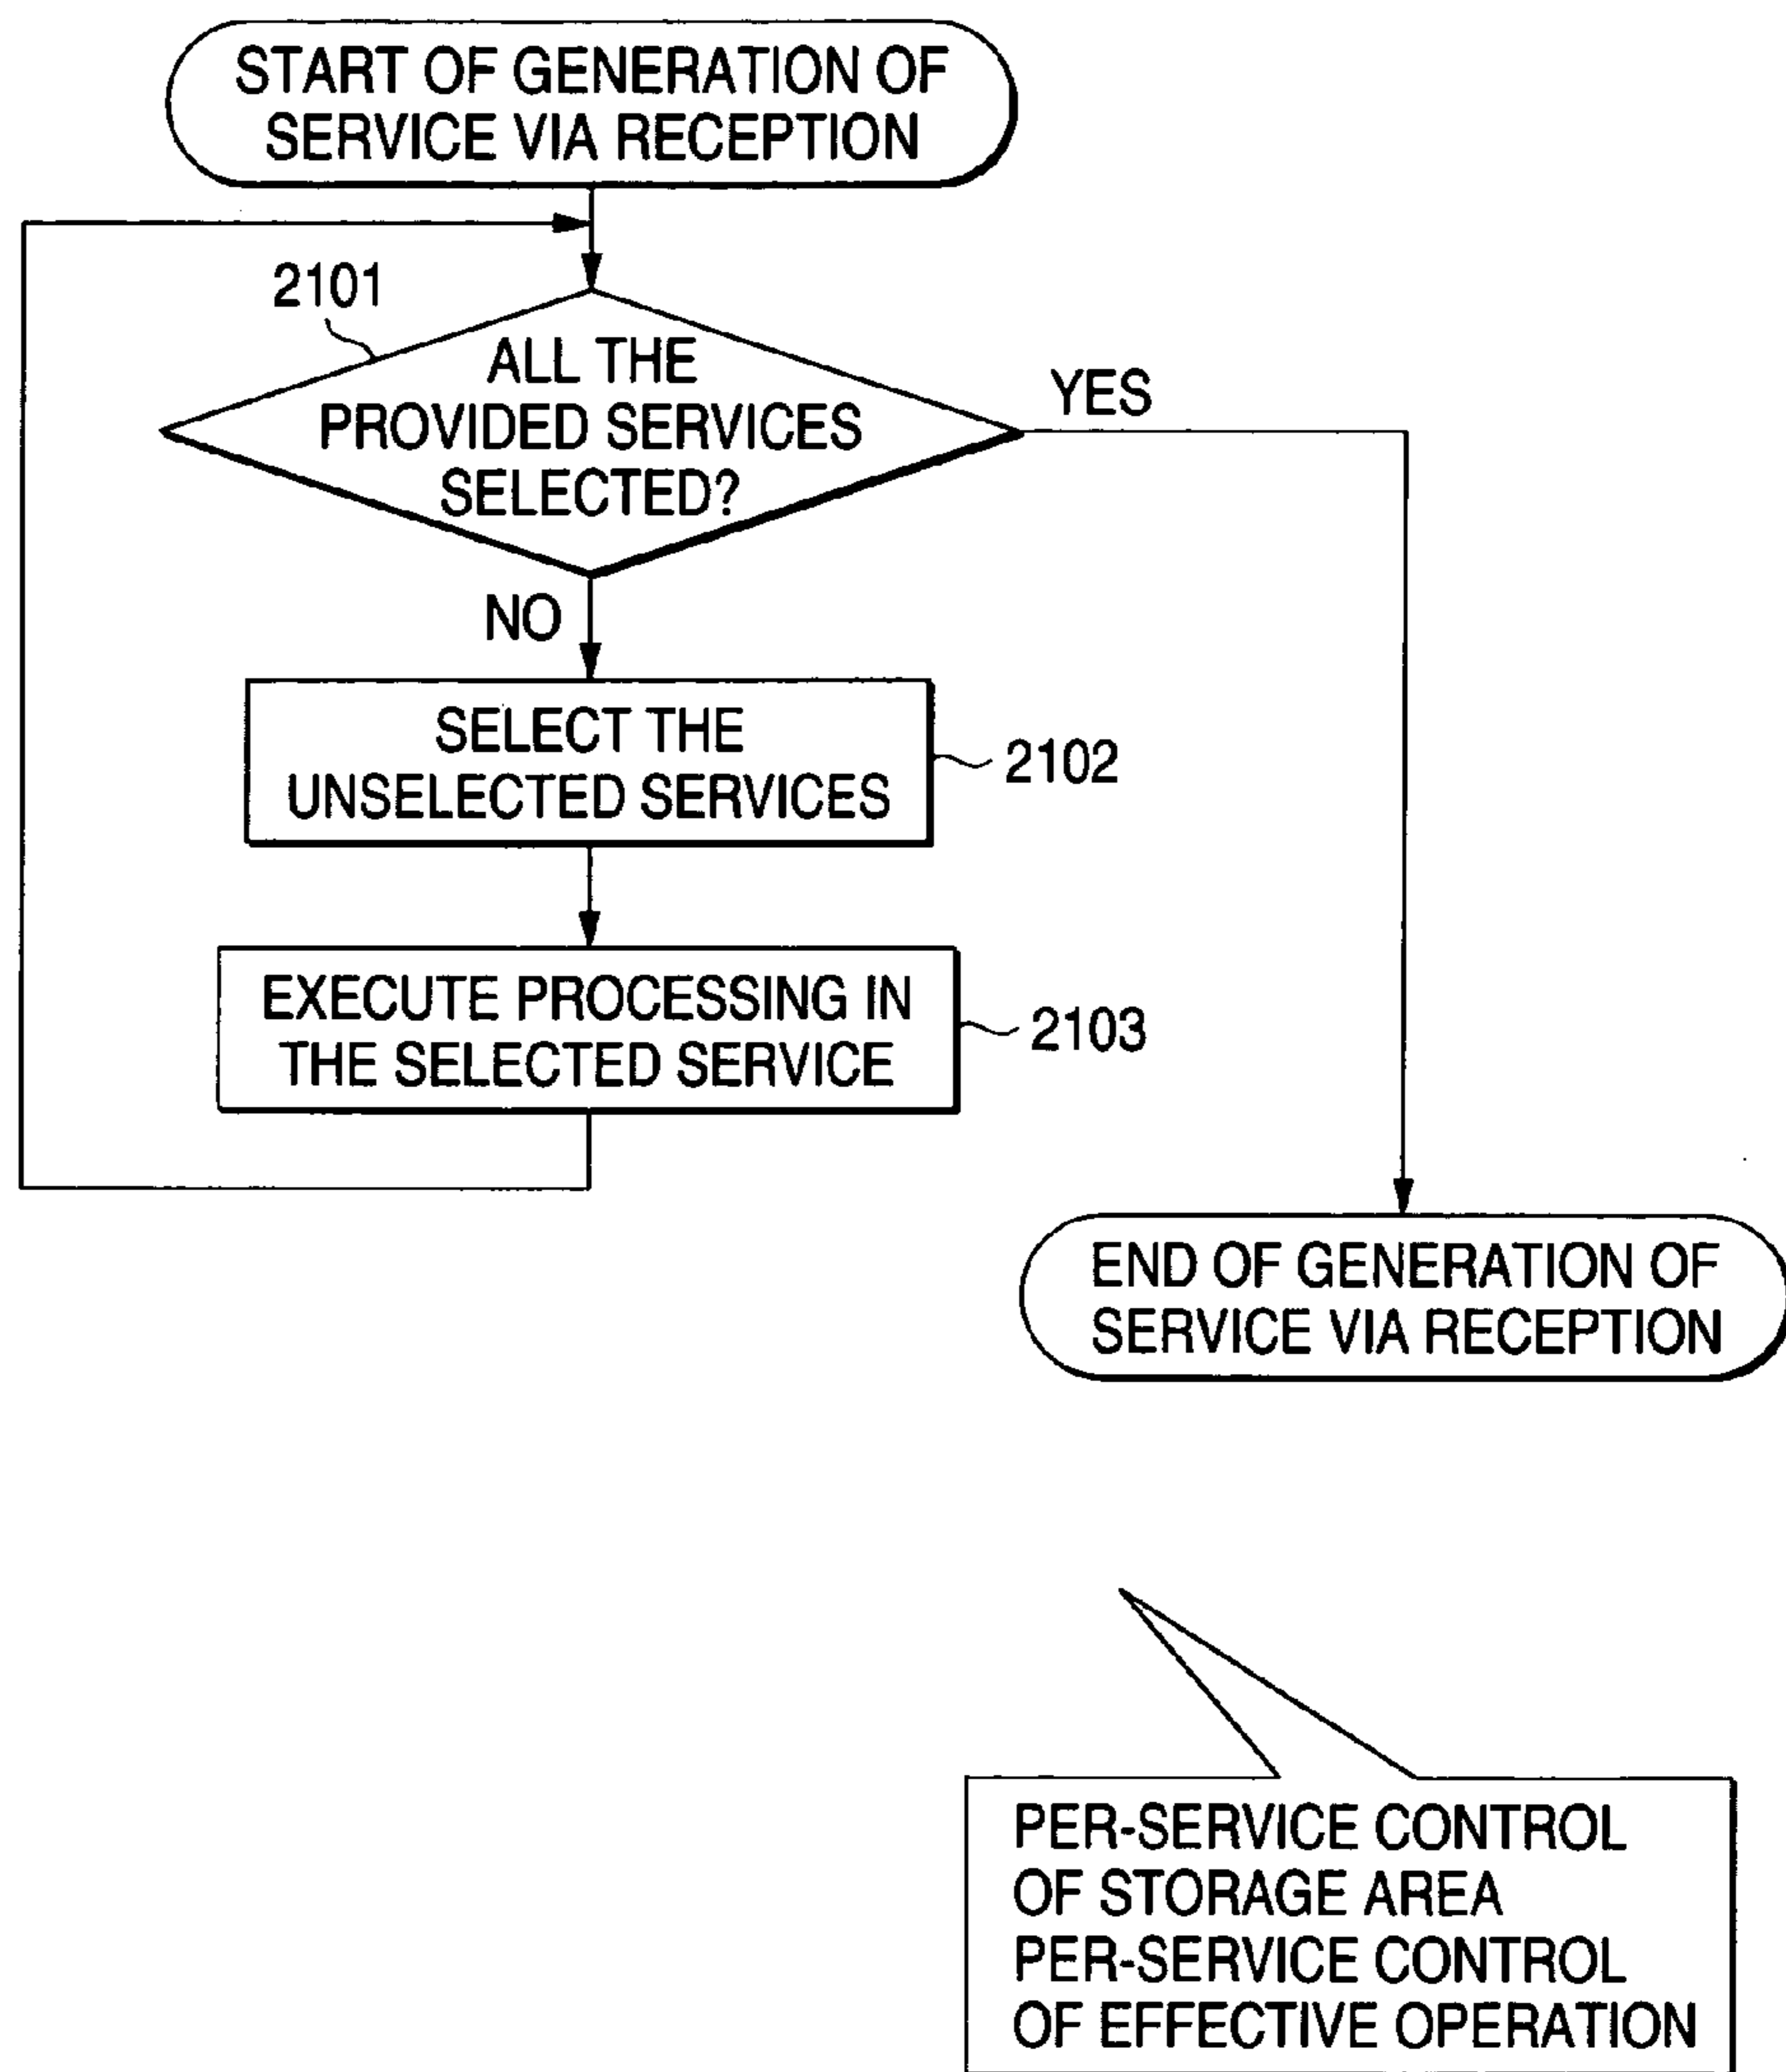 START OF GENERATION OF
SERVICE VIA RECEPTION
2101
ALL THE
PROVIDED SERVICES
SELECTED?
YES
NO
SELECT THE
UNSELECTED SERVICES
2102
EXECUTE PROCESSING IN
THE SELECTED SERVICE
2103
END OF GENERATION OF
SERVICE VIA RECEPTION
PER-SERVICE CONTROL
OF STORAGE AREA
PER-SERVICE CONTROL
OF EFFECTIVE OPERATION